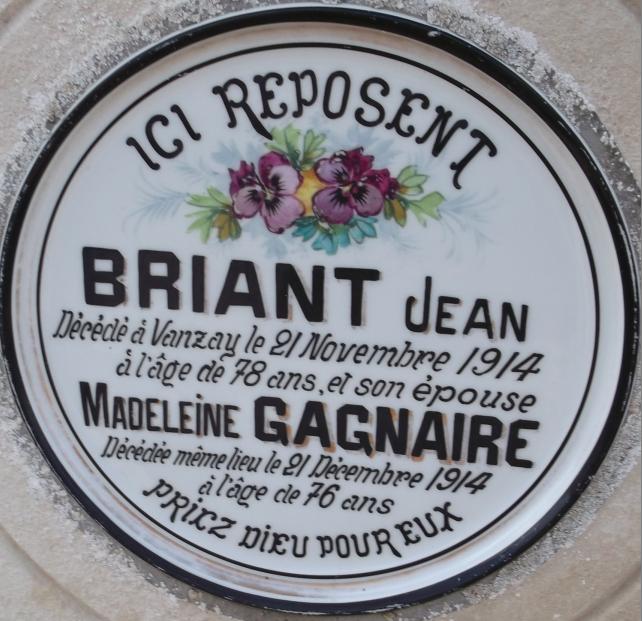 ICI REPOSENT
BRIANT JEAN
Décédé à Vanzay le 21 Novembre 1914
à l'âge de 78 ans, et son épouse
MADELEINE GAGNAIRE
Décédée même lieu le 21 Décembre 1914
à l'âge de 76 ans
PRIEZ DIEU POUR EUX